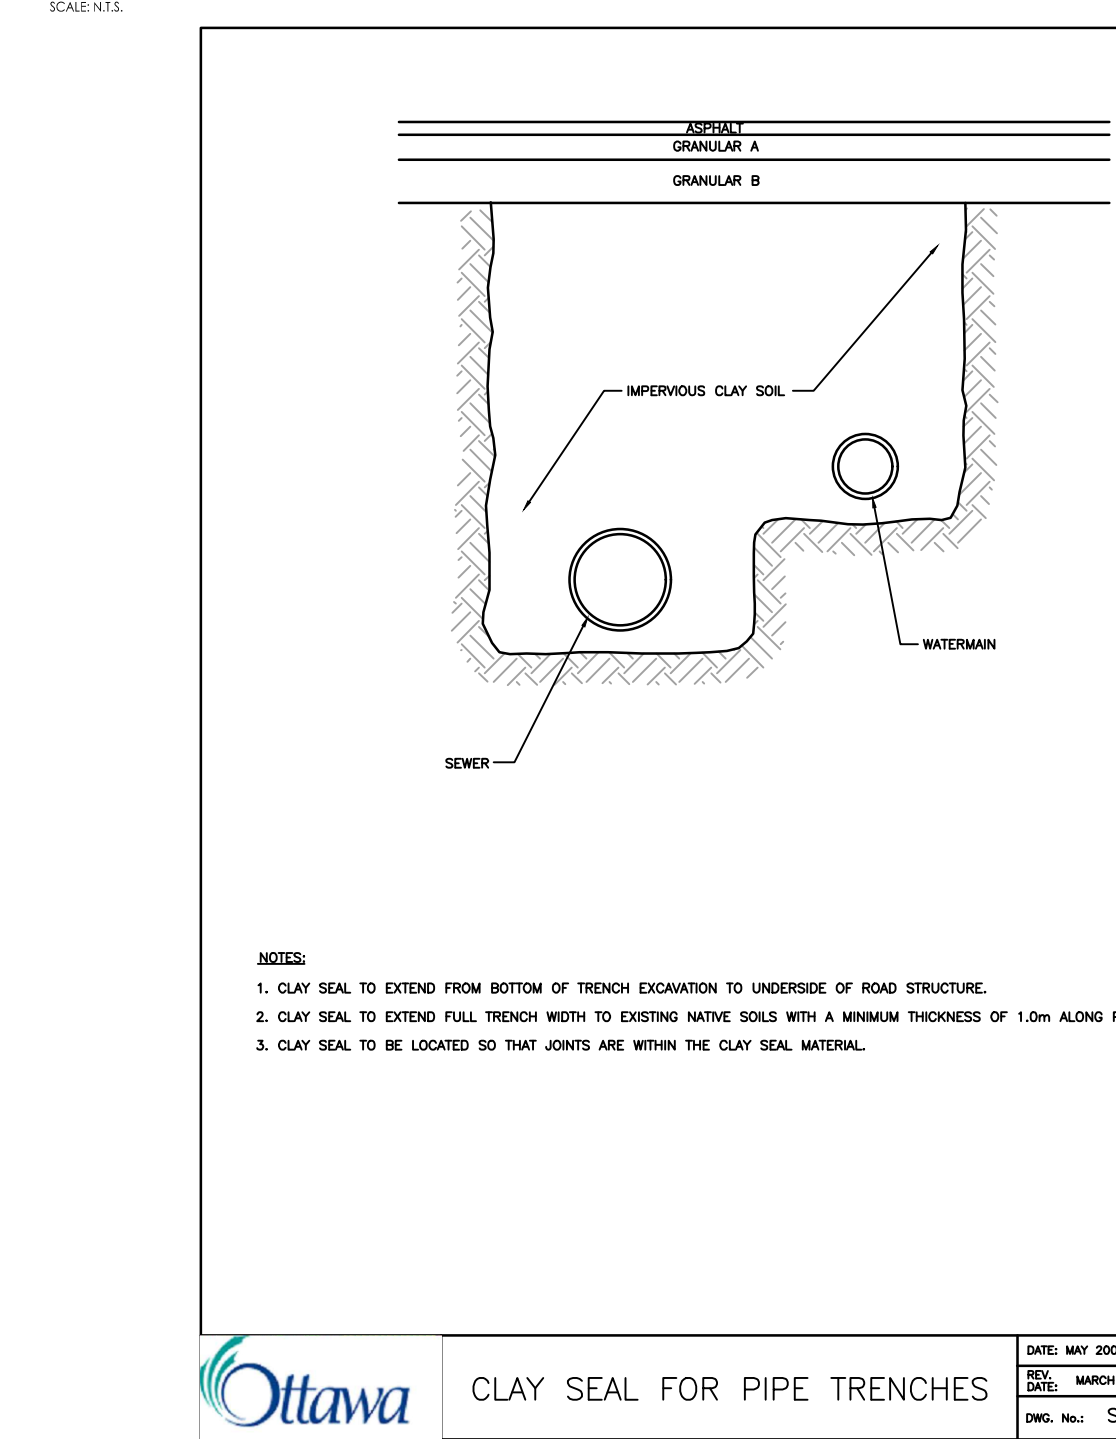 SCALE: N.T.S.
ASPHALT
GRANULAR A
GRANULAR B
IMPERVIOUS CLAY SOIL
WATERMAIN
SEWER
NOTES:
1. CLAY SEAL TO EXTEND FROM BOTTOM OF TRENCH EXCAVATION TO UNDERSIDE OF ROAD STRUCTURE.
2. CLAY SEAL TO EXTEND FULL TRENCH WIDTH TO EXISTING NATIVE SOILS WITH A MINIMUM THICKNESS OF 1.0m ALONG
3. CLAY SEAL TO BE LOCATED SO THAT JOINTS ARE WITHIN THE CLAY SEAL MATERIAL.
Ottawa
CLAY SEAL FOR PIPE TRENCHES
DATE: MAY 200
REV. DATE: MARCH
DWG. No.: S